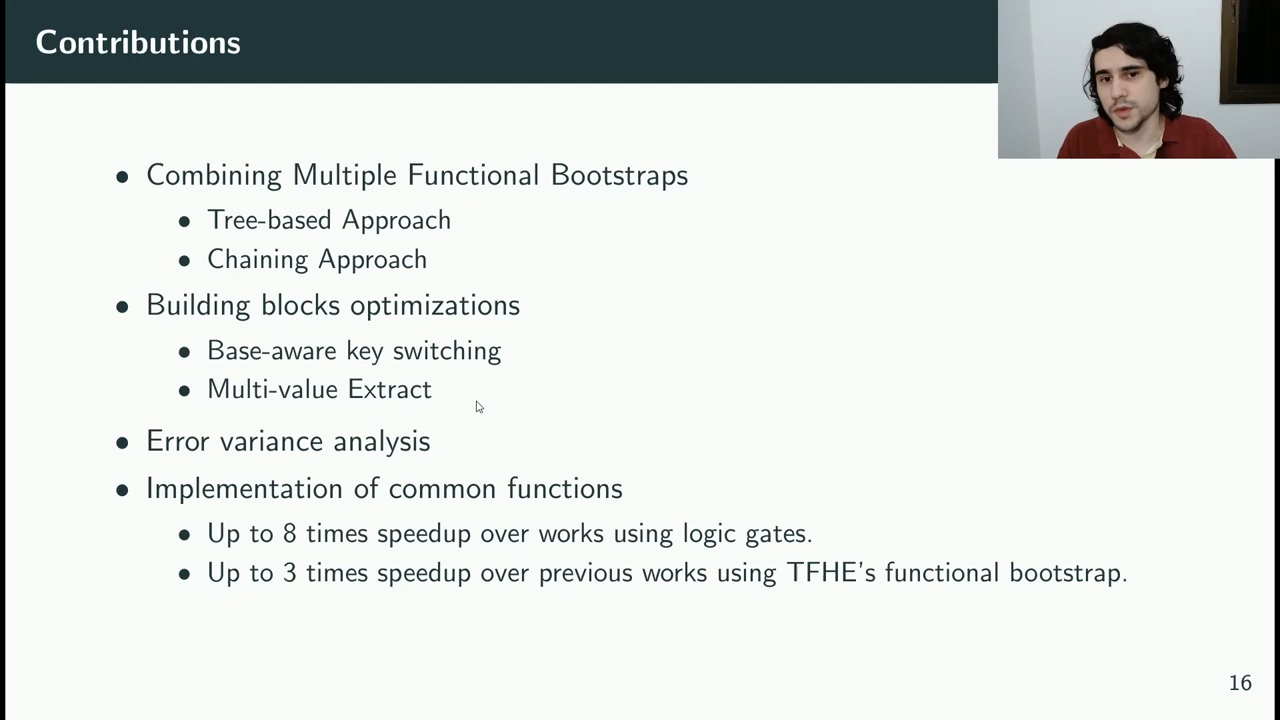 Contributions
• Combining Multiple Functional Bootstraps
• Tree-based Approach
• Chaining Approach
• Building blocks optimizations
• Base-aware key switching
• Multi-value Extract
• Error variance analysis
• Implementation of common functions
• Up to 8 times speedup over works using logic gates.
• Up to 3 times speedup over previous works using TFHE's functional bootstrap.
16